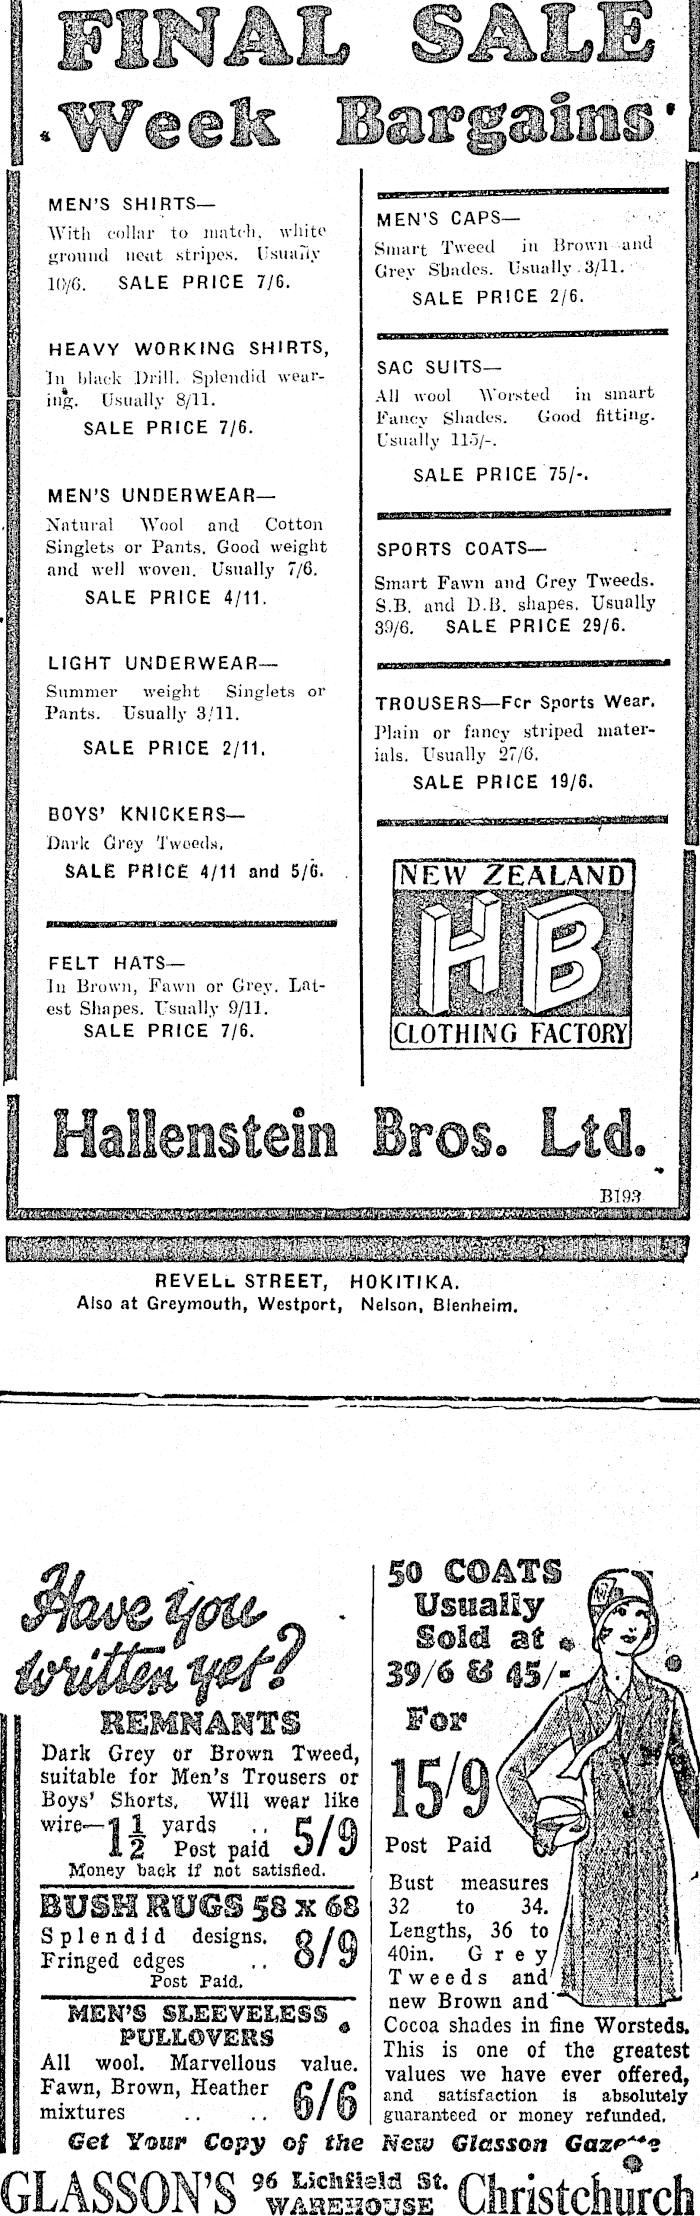 FINAL SALE
Week Bargains
MEN'S SHIRTS—
With collar to match, white
ground neat stripes. Usually
10/6. SALE PRICE 7/6.
HEAVY WORKING SHIRTS,
In black Drill. Splendid wear-
ing. Usually 8/11.
SALE PRICE 7/6.
MEN'S UNDERWEAR—
Natural Wool and Cotton
Singlets or Pants. Good weight
and well woven. Usually 7/6.
SALE PRICE 4/11.
LIGHT UNDERWEAR—
Summer weight Singlets or
Pants. Usually 3/11.
SALE PRICE 2/11.
BOYS' KNICKERS—
Dark Grey Tweeds.
SALE PRICE 4/11 and 5/6.
FELT HATS—
In Brown, Fawn or Grey. Lat-
est Shapes. Usually 9/11.
SALE PRICE 7/6.
MEN'S CAPS—
Smart Tweed in Brown and
Grey Shades. Usually 3/11.
SALE PRICE 2/6.
SAC SUITS—
All wool Worsted in smart
Fancy Shades. Good fitting.
Usually 115/-.
SALE PRICE 75/-.
SPORTS COATS—
Smart Fawn and Grey Tweeds.
S.B. and D.B. shapes. Usually
39/6. SALE PRICE 29/6.
TROUSERS—For Sports Wear.
Plain or fancy striped mater-
ials. Usually 27/6.
SALE PRICE 19/6.
NEW ZEALAND
HB
CLOTHING FACTORY
Hallenstein Bros. Ltd.
B193
REVELL STREET, HOKITIKA.
Also at Greymouth, Westport, Nelson, Blenheim.
Have you
written yet?
REMNANTS
Dark Grey or Brown Tweed,
suitable for Men's Trousers or
Boys' Shorts. Will wear like
wire—1½ yards .. 5/9
Post paid
Money back if not satisfied.
BUSH RUGS 58 x 68
Splendid designs.
Fringed edges .. 8/9
Post Paid.
MEN'S SLEEVELESS
PULLOVERS
All wool. Marvellous value.
Fawn, Brown, Heather
mixtures .. .. 6/6
50 COATS
Usually
Sold at
39/6 & 45/-
For
15/9
Post Paid
Bust measures
32 to 34.
Lengths, 36 to
40in. Grey
Tweeds and
new Brown and
Cocoa shades in fine Worsteds.
This is one of the greatest
values we have ever offered,
and satisfaction is absolutely
guaranteed or money refunded.
Get Your Copy of the New Glasson Gazette
GLASSON'S 96 Lichfield St. WAREHOUSE Christchurch